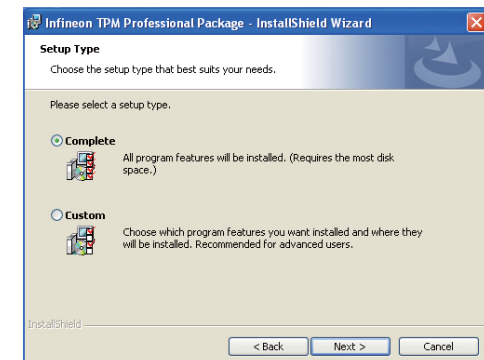 Infineon TPM Professional Package - InstallShield Wizard
Setup Type
Choose the setup type that best suits your needs.
Please select a setup type.
Complete
All program features will be installed. (Requires the most disk
space.)
Custom
Choose which program features you want installed and where they
will be installed. Recommended for advanced users.
InstallShield
< Back
Next >
Cancel